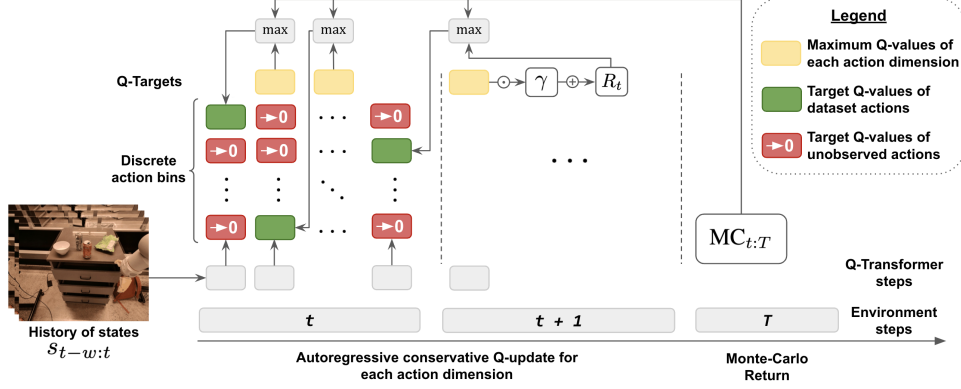 max
max
max
Legend
Maximum Q-values of
each action dimension
Target Q-values of
dataset actions
→0
Target Q-values of
unobserved actions
Q-Targets
γ
R_t
Discrete
action bins
→0
...
→0
→0
→0
...
...
→0
...
→0
MC_{t:T}
Q-Transformer
steps
t
t + 1
T
Environment
steps
History of states
s_{t−w:t}
Autoregressive conservative Q-update for
each action dimension
Monte-Carlo
Return